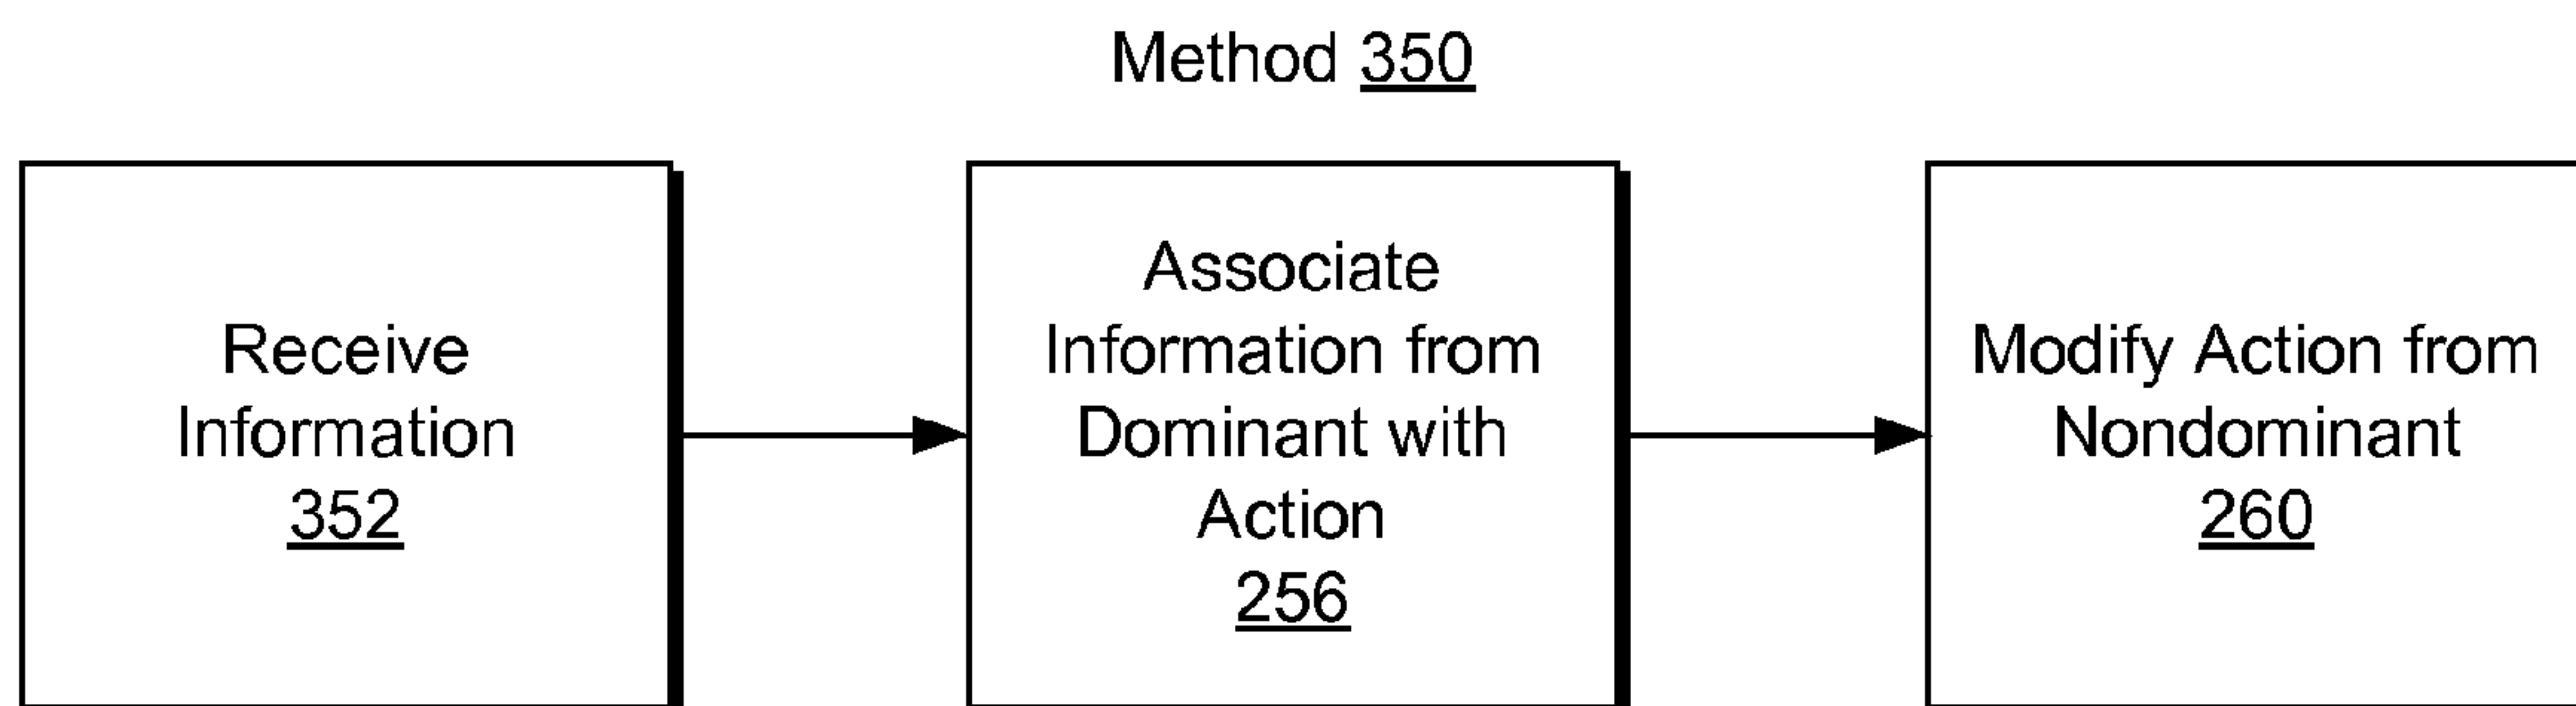 Method 350
Receive
Information
352
Associate
Information from
Dominant with
Action
256
Modify Action from
Nondominant
260